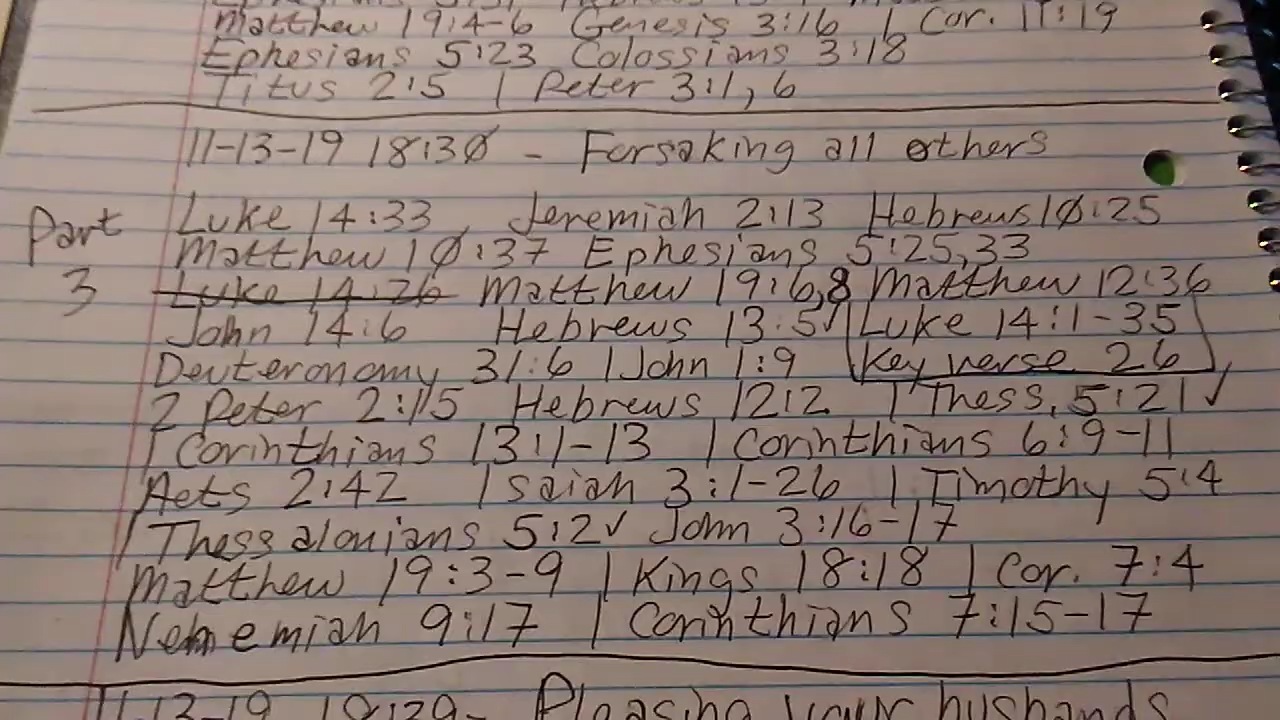 Matthew 19:4-6 Genesis 3:16 1 Cor. 11:19
Ephesians 5:23 Colossians 3:18
Titus 2:5 1 Peter 3:1, 6
11-13-19 18:30 - Forsaking all others
Part 3
Luke 14:33, Jeremiah 2:13 Hebrews 10:25
Matthew 10:37 Ephesians 5:25,33
Luke 14:26 Matthew 19:6,8 Matthew 12:36
John 14:6 Hebrews 13:5✓ Luke 14:1-35
Deuteronomy 31:6 1 John 1:9 Key verse 26
2 Peter 2:15 Hebrews 12:2 1 Thess. 5:21 ✓
1 Corinthians 13:1-13 1 Corinthians 6:9-11
Acts 2:42 Isaiah 3:1-26 1 Timothy 5:4
1 Thessalonians 5:2✓ John 3:16-17
Matthew 19:3-9 1 Kings 18:18 1 Cor. 7:4
Nehemiah 9:17 1 Corinthians 7:15-17
11-13-19 - Pleasing your husbands